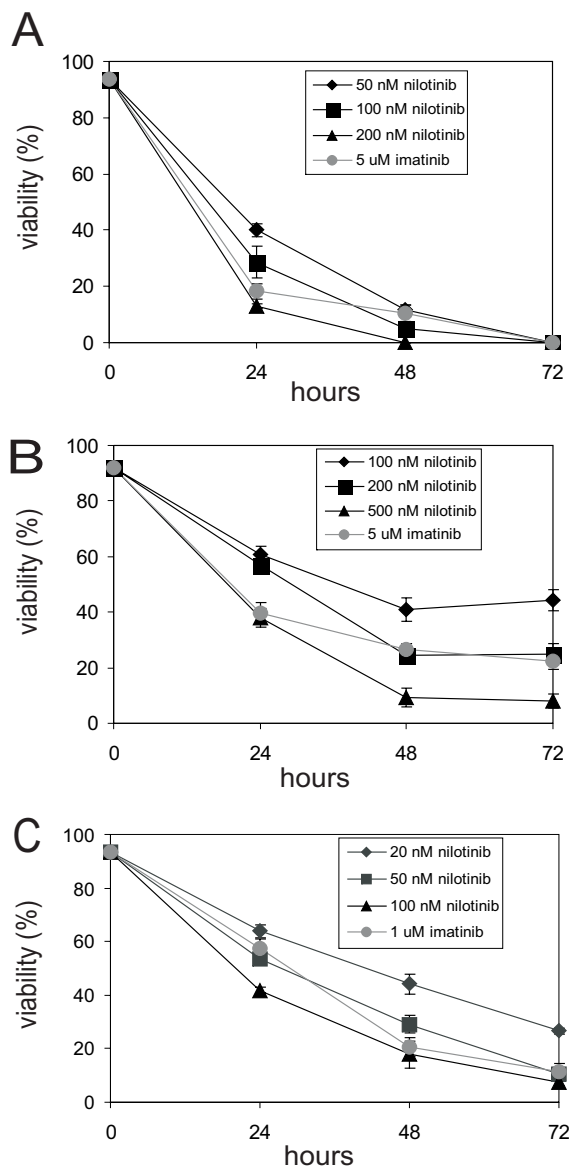 A
100
80
60
40
20
0
viability (%)
50 nM nilotinib
100 nM nilotinib
200 nM nilotinib
5 uM imatinib
0 24 48 72
hours
B
100
80
60
40
20
0
viability (%)
100 nM nilotinib
200 nM nilotinib
500 nM nilotinib
5 uM imatinib
0 24 48 72
hours
C
100
80
60
40
20
0
viability (%)
20 nM nilotinib
50 nM nilotinib
100 nM nilotinib
1 uM imatinib
0 24 48 72
hours